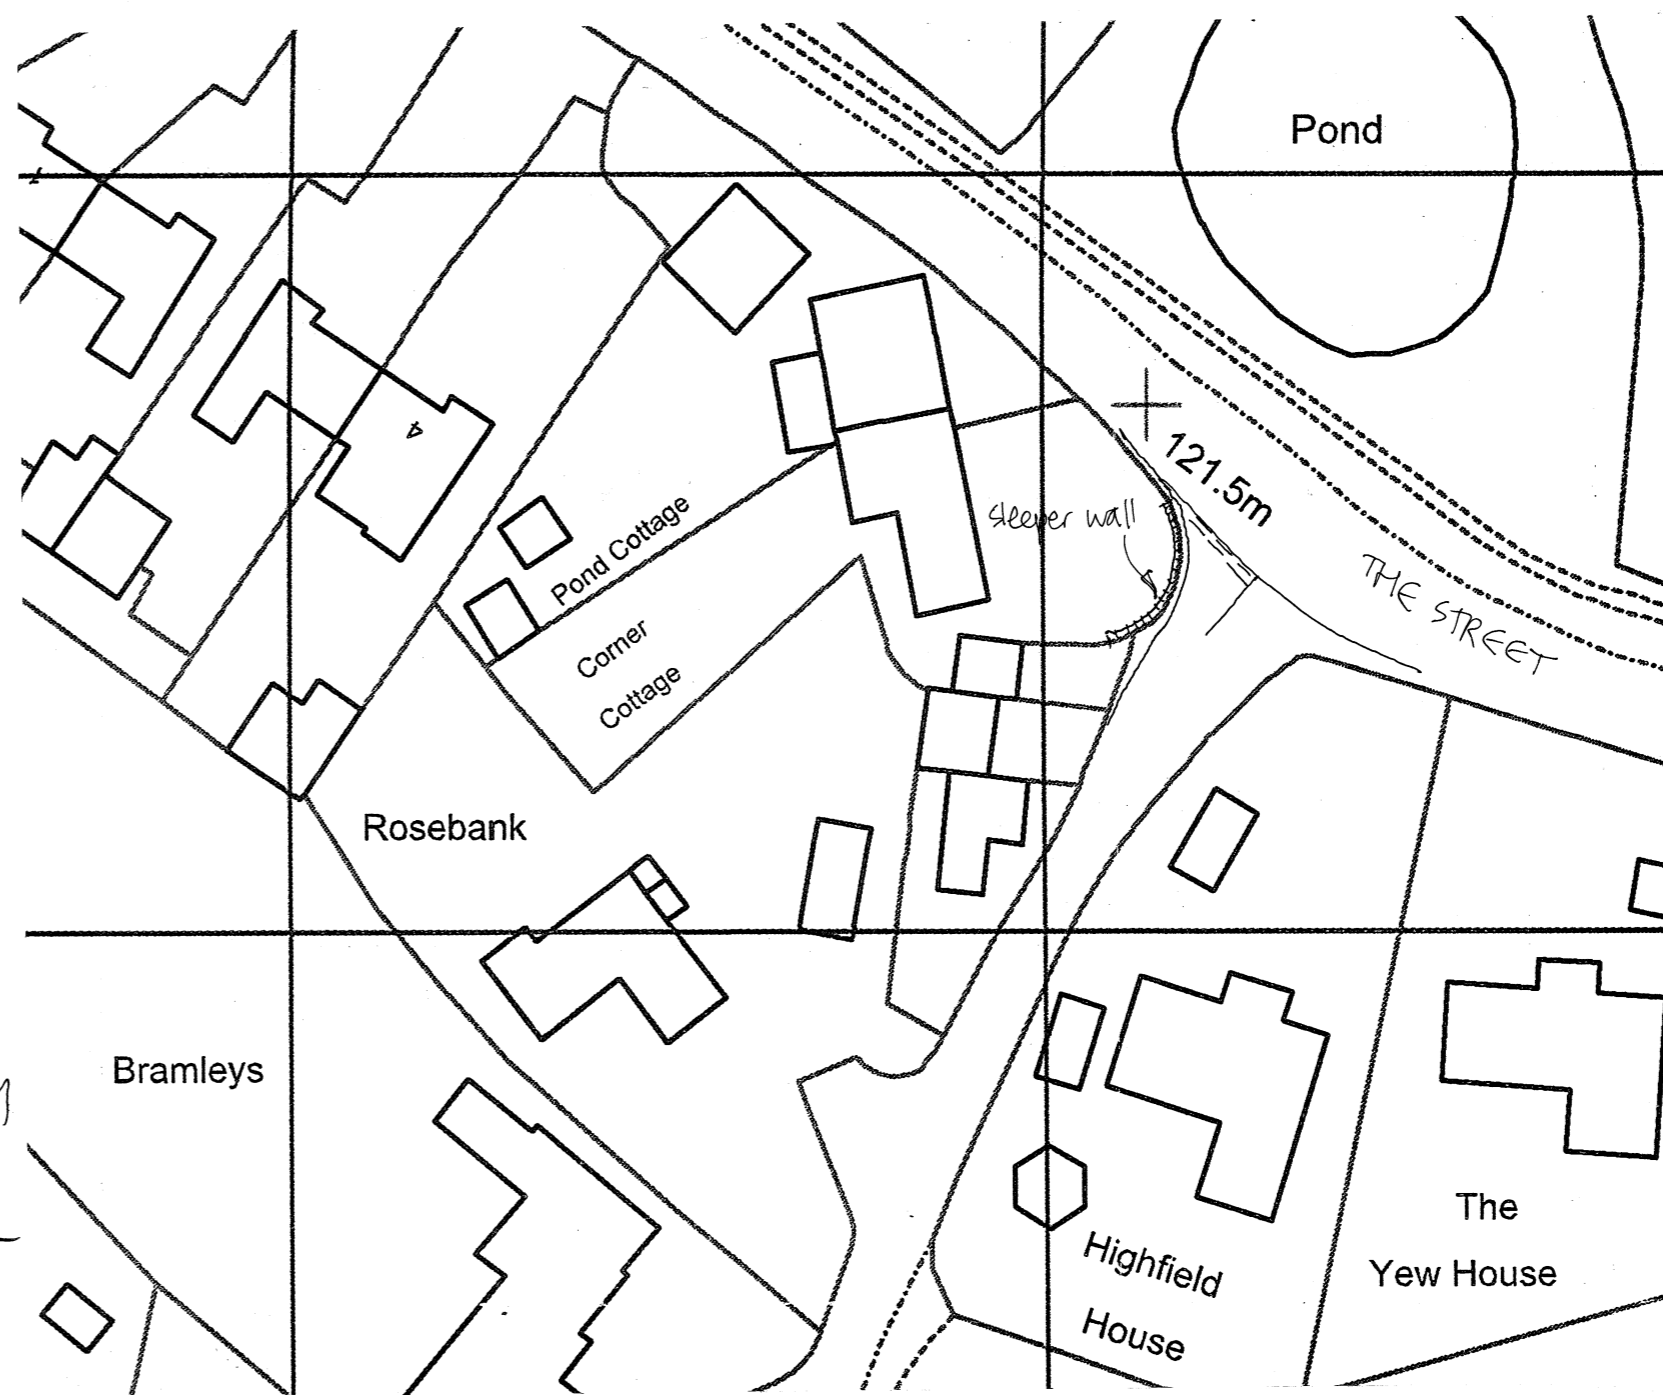 Pond
4
121.5m
sleeper wall
Pond Cottage
THE STREET
Corner
Cottage
Rosebank
Bramleys
The
Yew House
Highfield
House